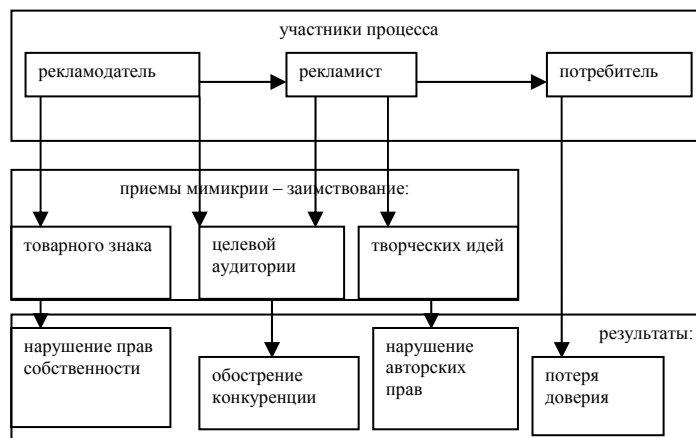 участники процесса
рекламодатель
рекламист
потребитель
приемы мимикрии – заимствование:
товарного знака
целевой
аудитории
творческих идей
результаты:
нарушение прав
собственности
обострение
конкуренции
нарушение
авторских
прав
потеря
доверия